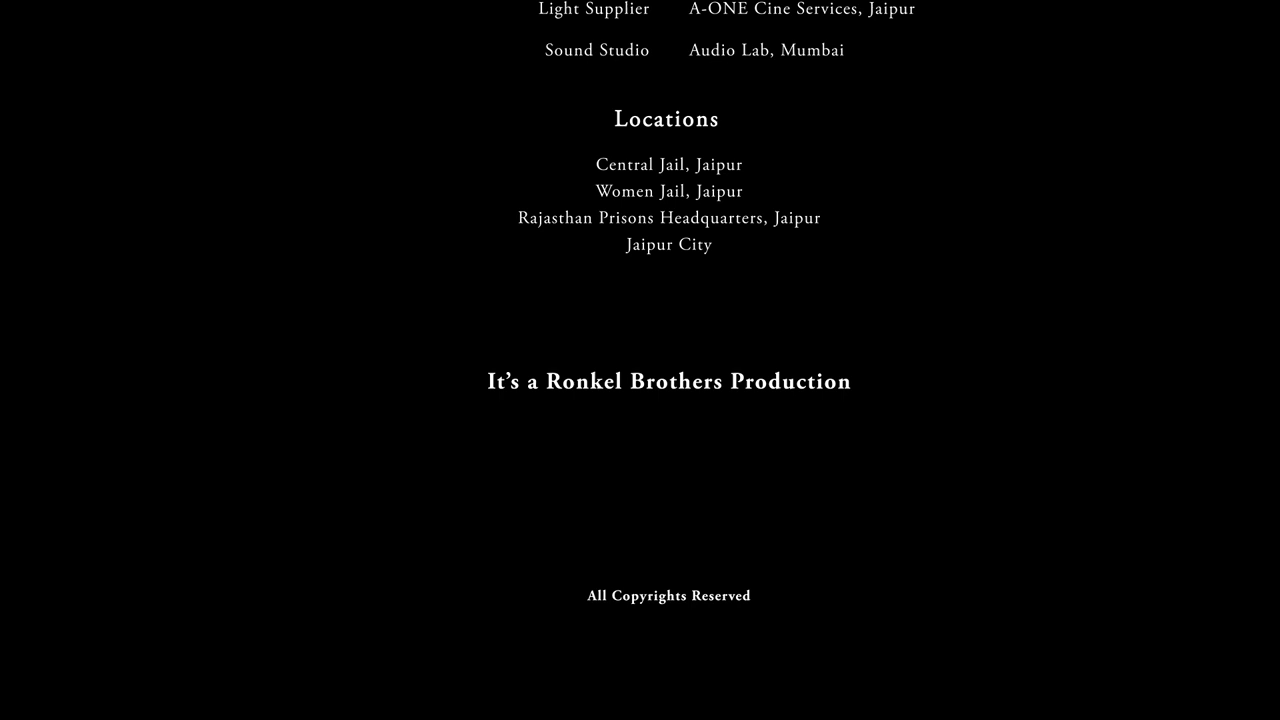 Light Supplier A-ONE Cine Services, Jaipur
Sound Studio Audio Lab, Mumbai
Locations
Central Jail, Jaipur
Women Jail, Jaipur
Rajasthan Prisons Headquarters, Jaipur
Jaipur City
It’s a Ronkel Brothers Production
All Copyrights Reserved